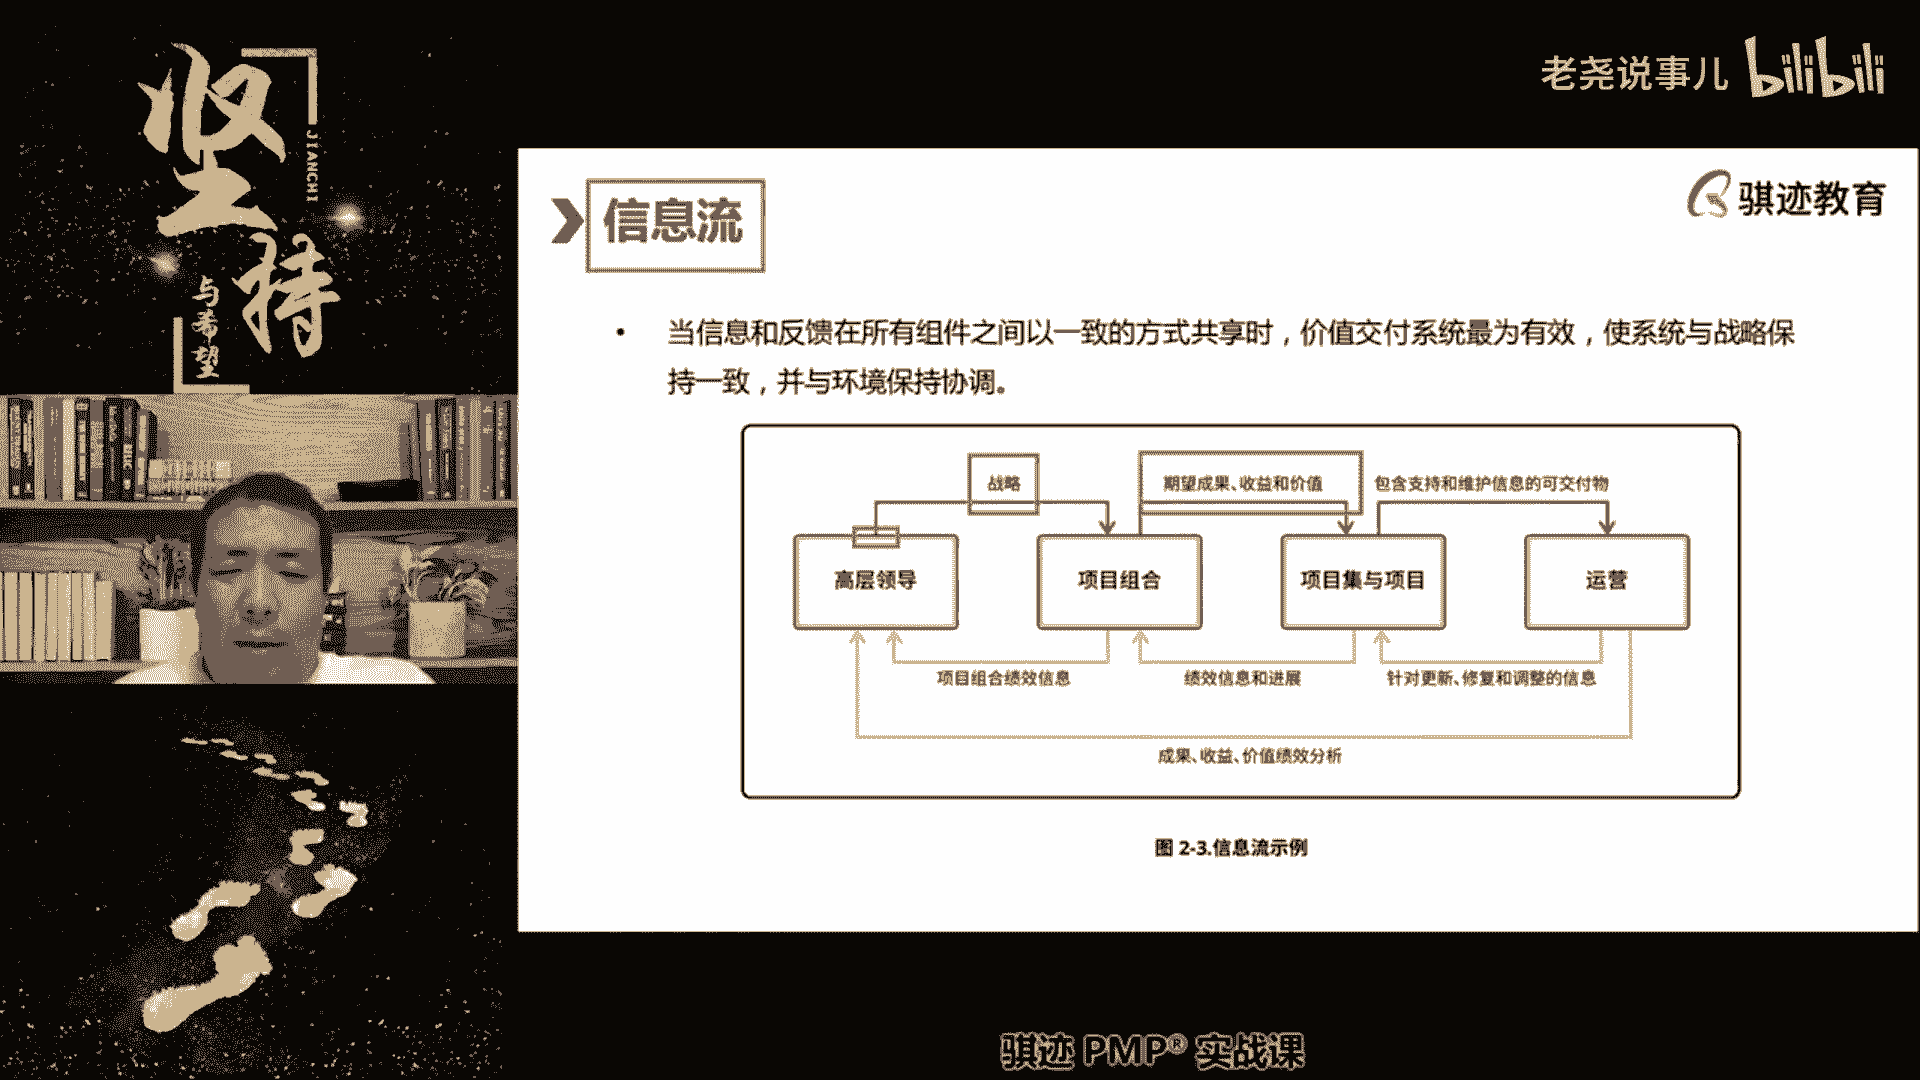 坚
持
JIANCHI
与希望
老尧说事儿 bilibili
信息流
骐迹教育
• 当信息和反馈在所有组件之间以一致的方式共享时，价值交付系统最为有效，使系统与战略保
持一致，并与环境保持协调。
战略
期望成果、收益和价值
包含支持和维护信息的可交付物
高层领导
项目组合
项目集与项目
运营
项目组合绩效信息
绩效信息和进展
针对更新、修复和调整的信息
成果、收益、价值绩效分析
图 2-3.信息流示例
骐迹 PMP® 实战课